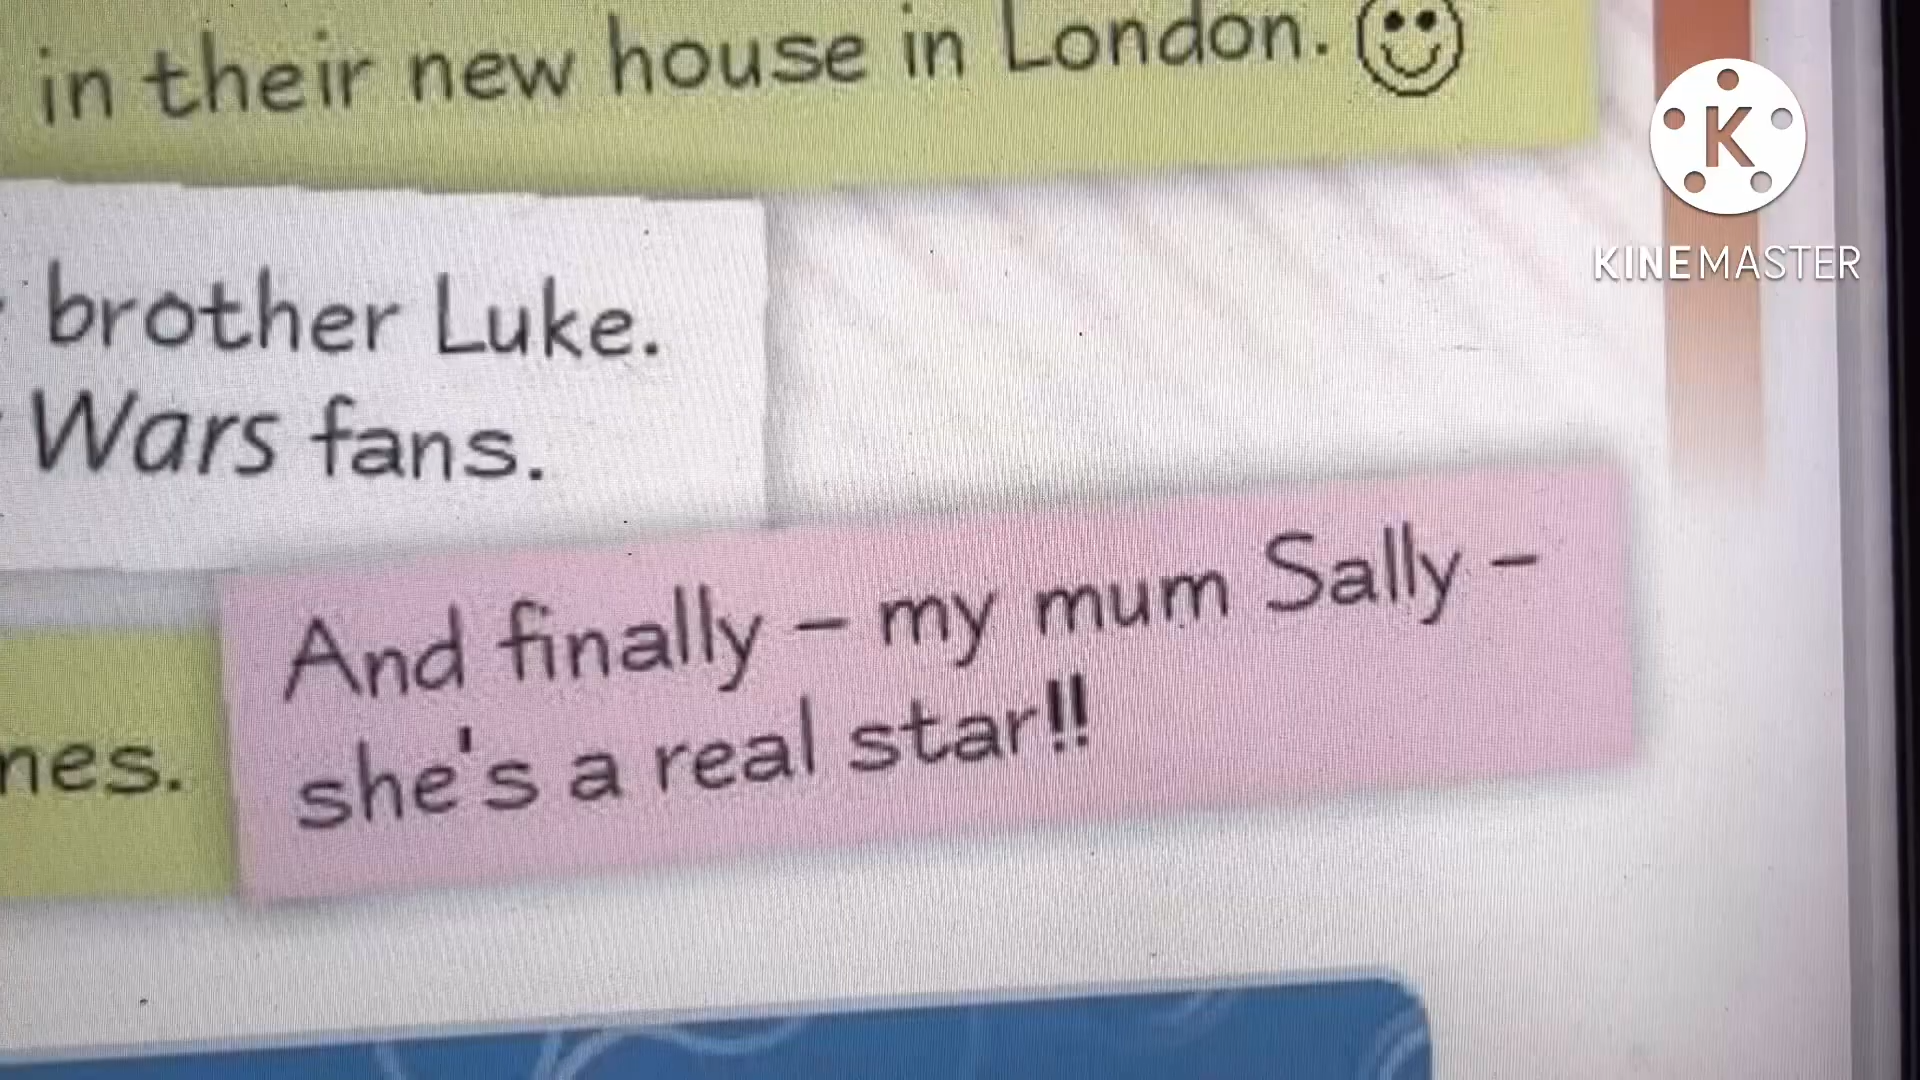 in their new house in London.
K
KINEMASTER
brother Luke.
Wars fans.
And finally – my mum Sally –
she's a real star!!